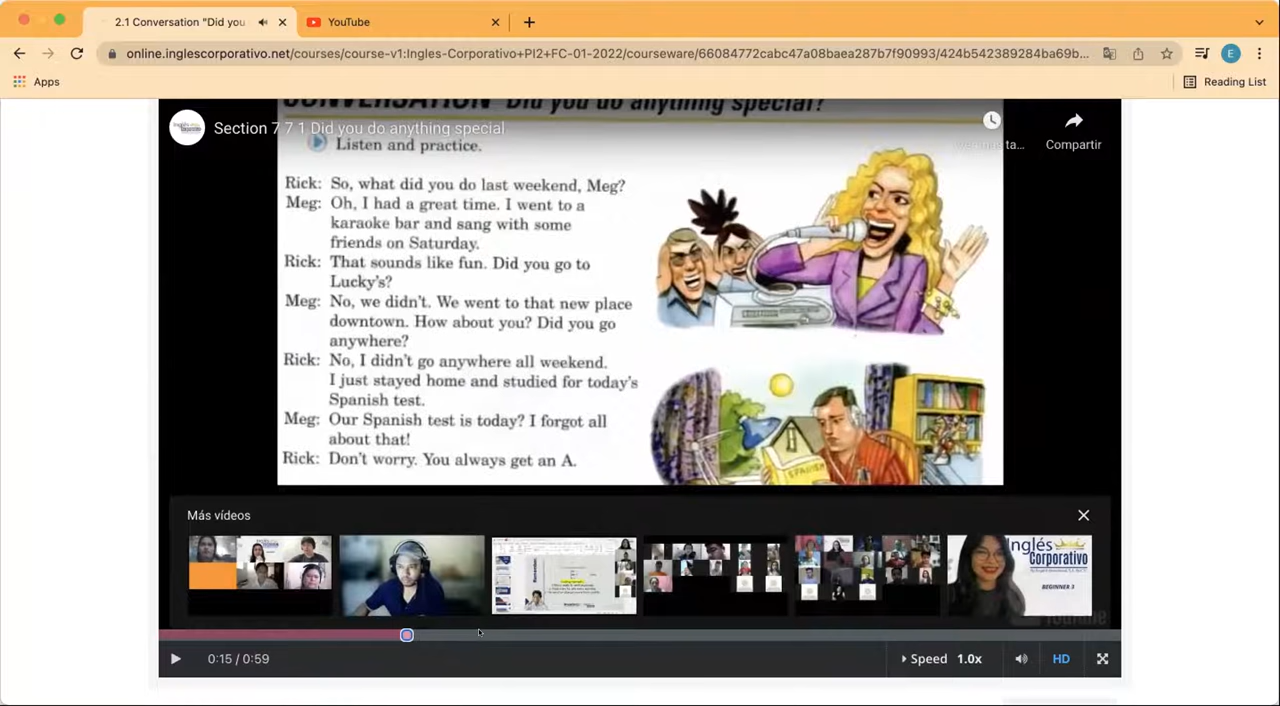 2.1 Conversation "Did you
YouTube
online.inglescorporativo.net/courses/course-v1:Ingles-Corporativo+PI2+FC-01-2022/courseware/66084772cabc47a08baea287b7f90993/424b542389284ba69b...
E
Apps
Reading List
CONVERSATION Did you do anything special?
Section 7 7 1 Did you do anything special
Compartir
Listen and practice.
Rick: So, what did you do last weekend, Meg?
Meg: Oh, I had a great time. I went to a
karaoke bar and sang with some
friends on Saturday.
Rick: That sounds like fun. Did you go to
Lucky's?
Meg: No, we didn't. We went to that new place
downtown. How about you? Did you go
anywhere?
Rick: No, I didn't go anywhere all weekend.
I just stayed home and studied for today's
Spanish test.
Meg: Our Spanish test is today? I forgot all
about that!
Rick: Don't worry. You always get an A.
SPANISH
Más vídeos
Inglés
Corporativo
BEGINNER 3
YouTube
0:15 / 0:59
Speed 1.0x
HD